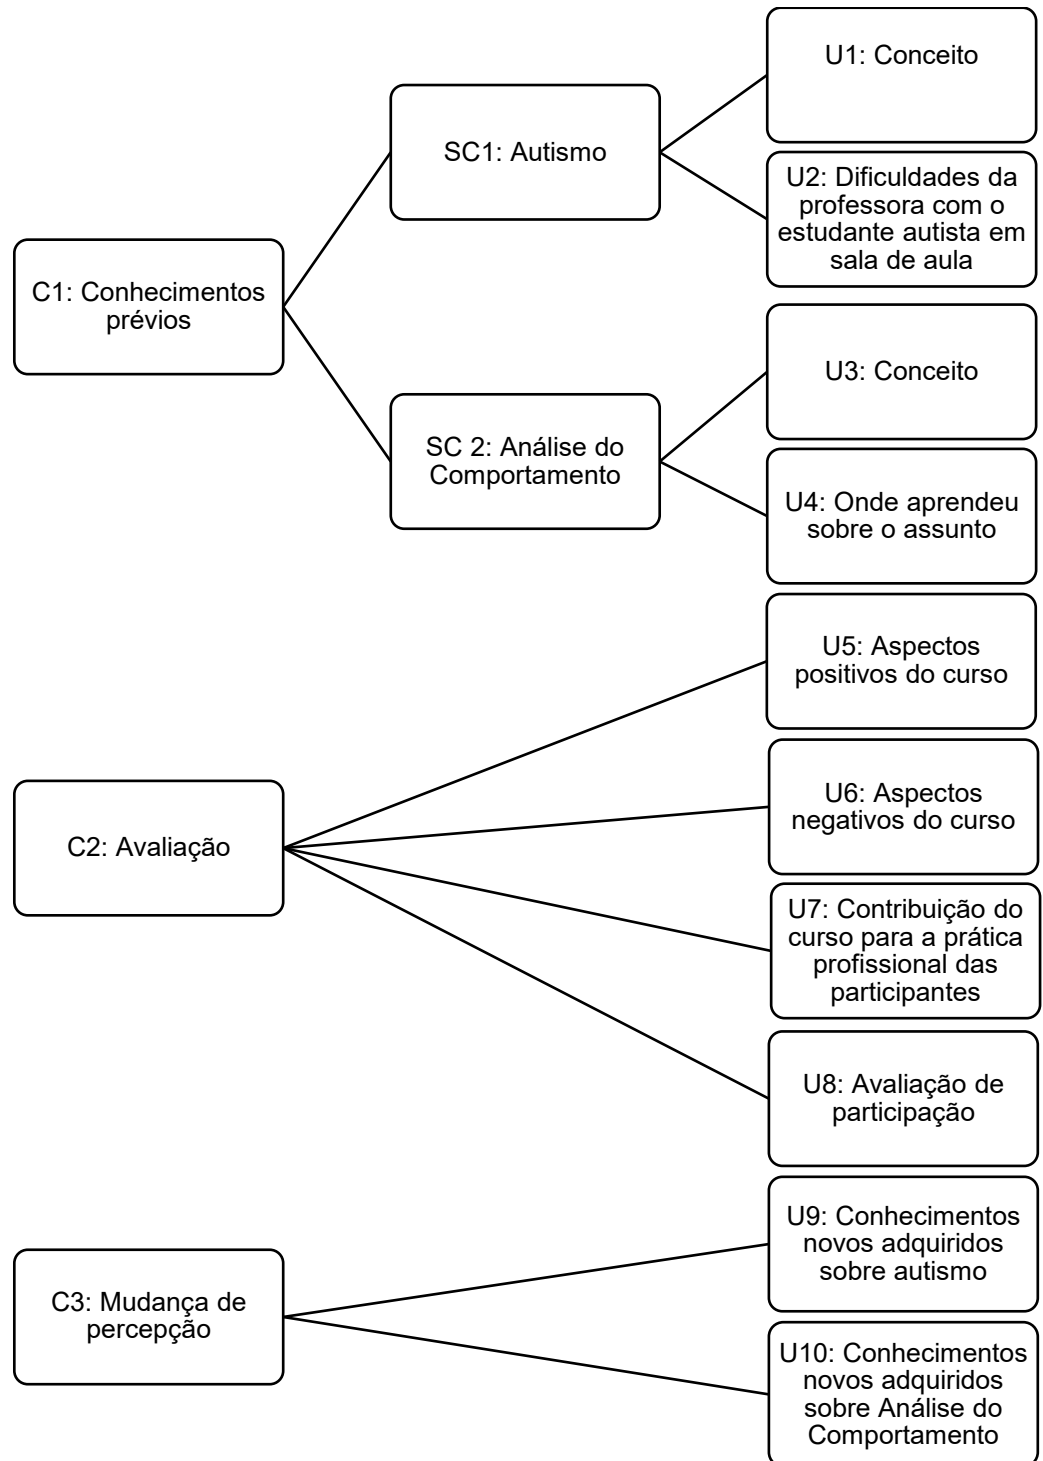 C1: Conhecimentos
prévios
SC1: Autismo
U1: Conceito
U2: Dificuldades da
professora com o
estudante autista em
sala de aula
SC 2: Análise do
Comportamento
U3: Conceito
U4: Onde aprendeu
sobre o assunto
C2: Avaliação
U5: Aspectos
positivos do curso
U6: Aspectos
negativos do curso
U7: Contribuição do
curso para a prática
profissional das
participantes
U8: Avaliação de
participação
C3: Mudança de
percepção
U9: Conhecimentos
novos adquiridos
sobre autismo
U10: Conhecimentos
novos adquiridos
sobre Análise do
Comportamento